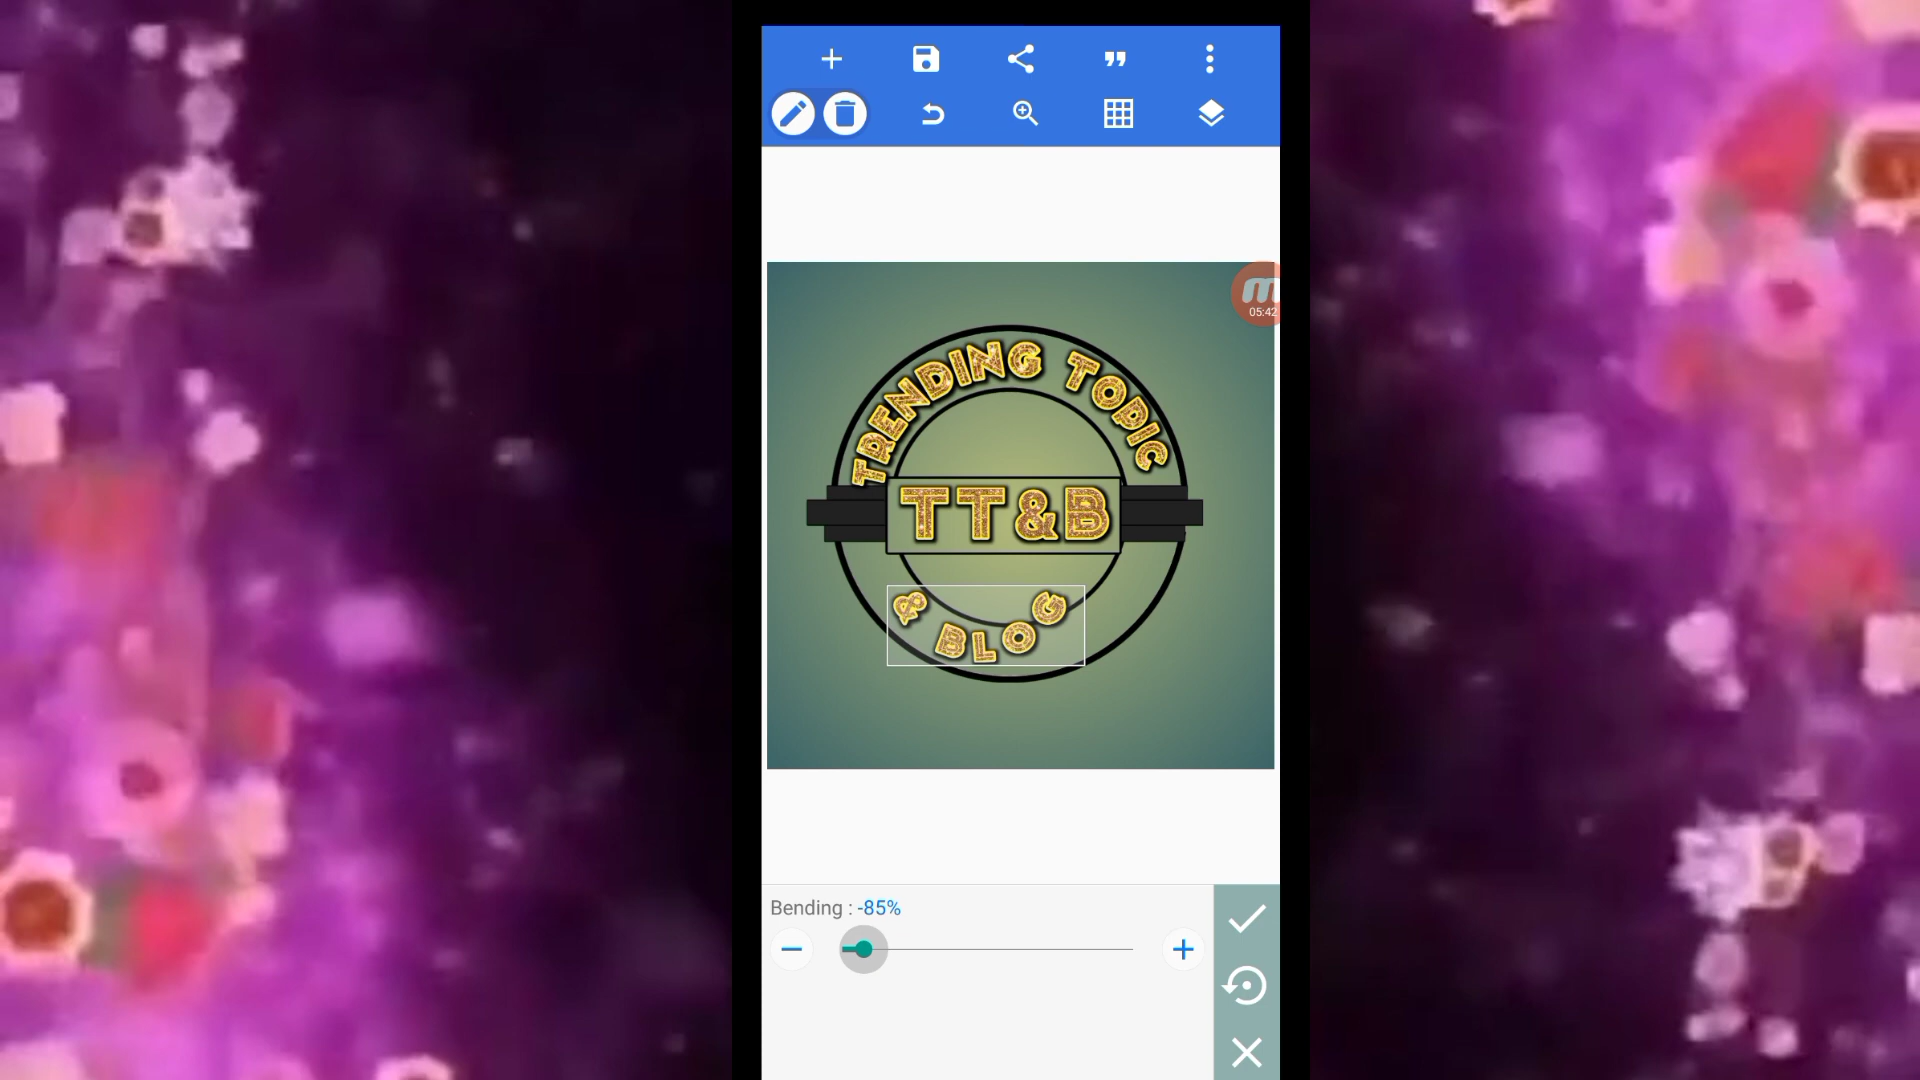 m
05:42
TRENDING TOPIC
TT&B
& BLOG
Bending : -85%